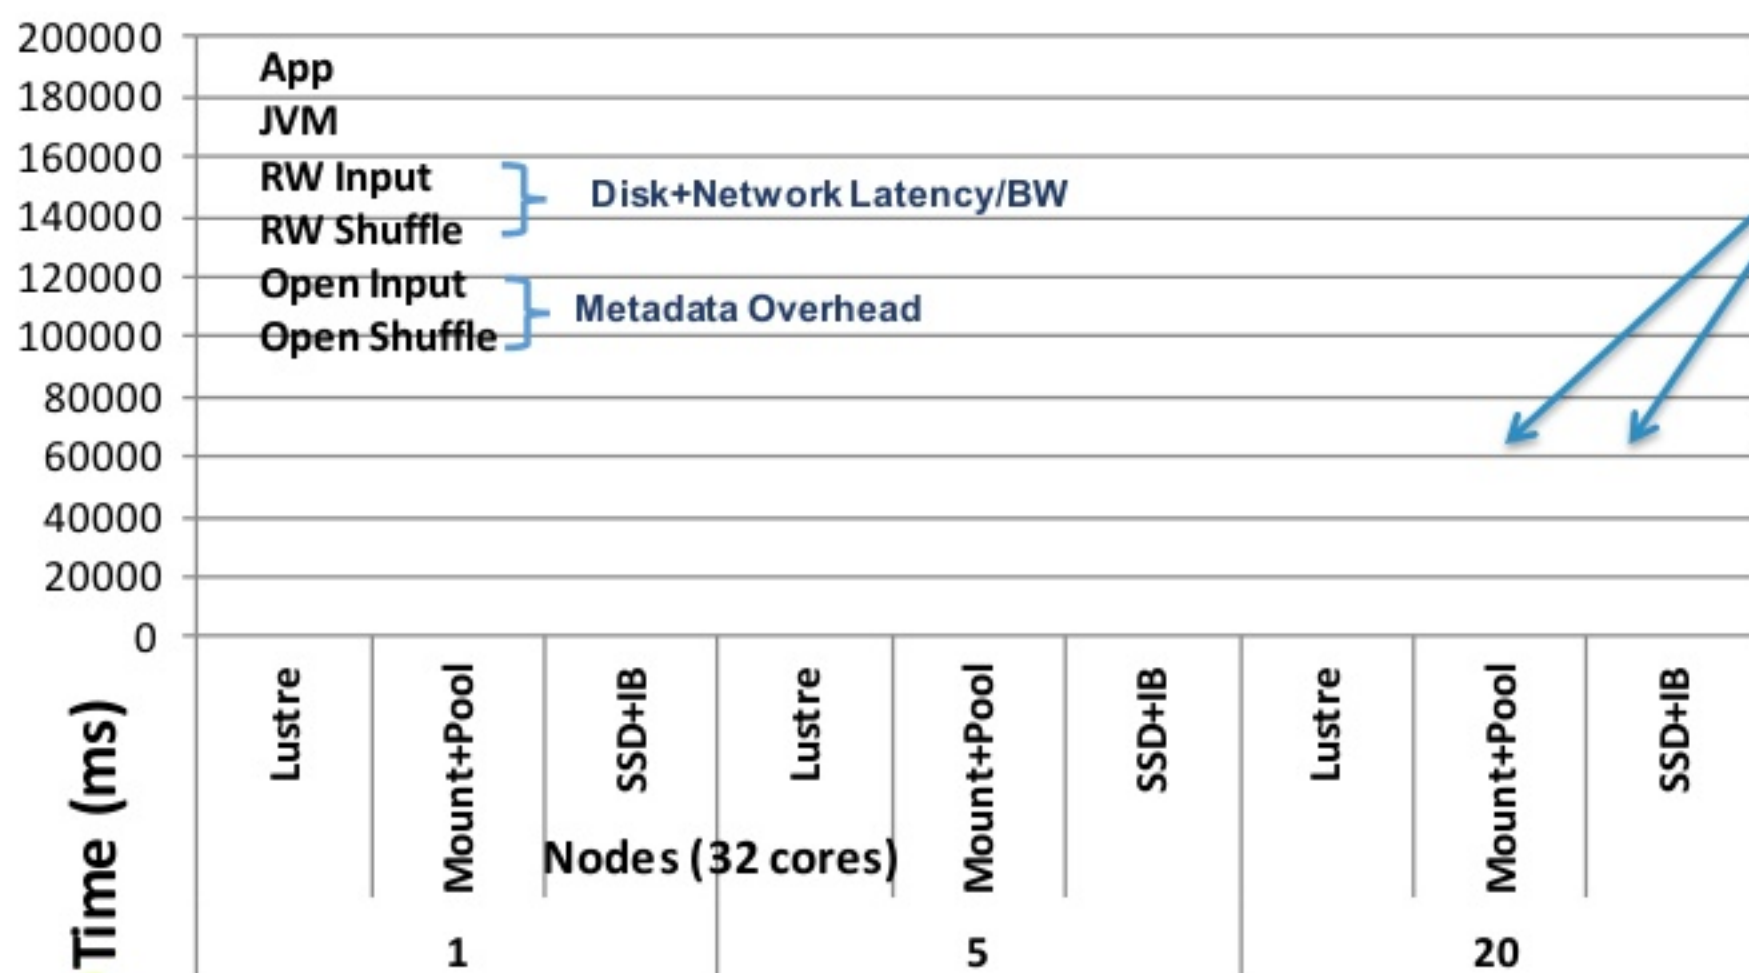 200000
180000
160000
140000
120000
100000
80000
60000
40000
20000
0
App
JVM
RW Input
RW Shuffle
Open Input
Open Shuffle
Disk+Network Latency/BW
Metadata Overhead
Lustre
Mount+Pool
SSD+IB
Lustre
Mount+Pool
SSD+IB
Lustre
Mount+Pool
SSD+IB
Nodes (32 cores)
1
5
20
Time (ms)